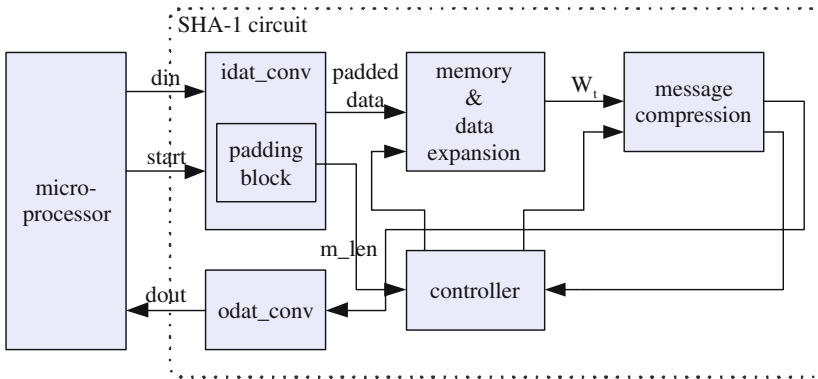 SHA-1 circuit
din
start
dout
micro-
processor
idat_conv
padding
block
padded
data
memory
&
data
expansion
W_t
message
compression
m_len
odat_conv
controller